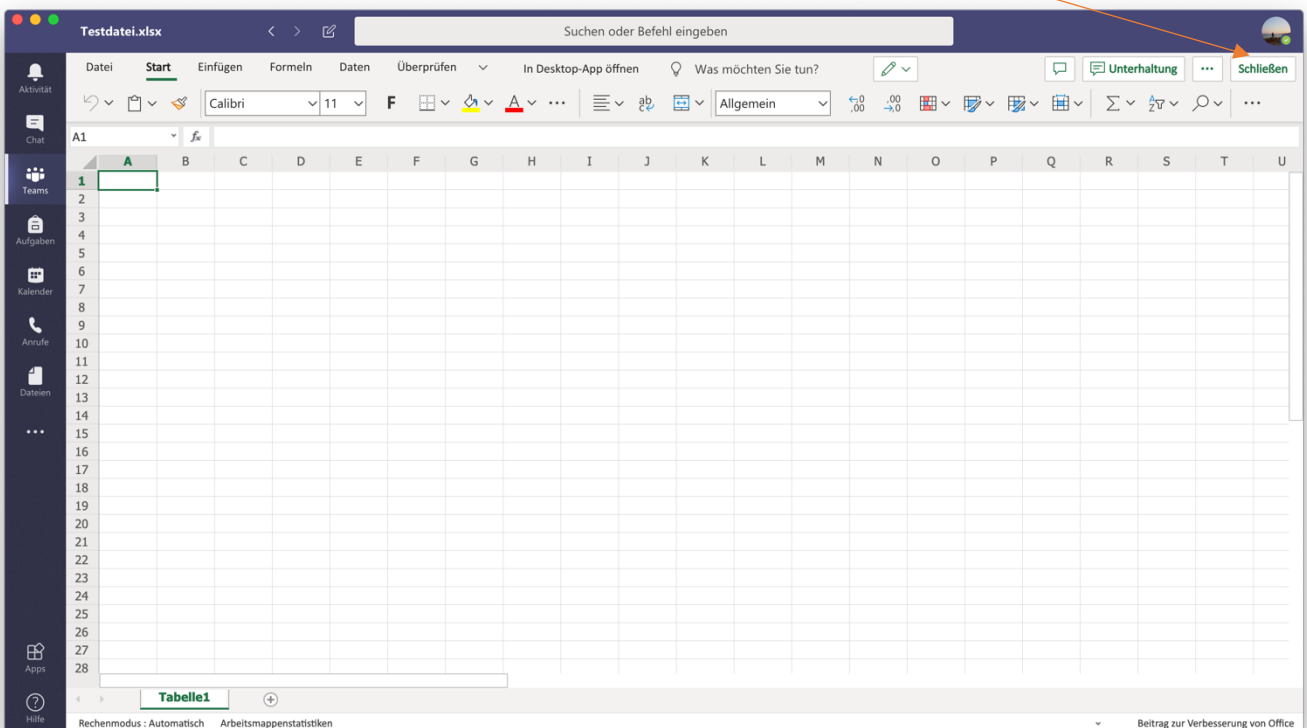 Testdatei.xlsx
Suchen oder Befehl eingeben
Aktivität
Chat
Teams
Aufgaben
Kalender
Anrufe
Dateien
Apps
Hilfe
Datei Start Einfügen Formeln Daten Überprüfen In Desktop-App öffnen Was möchten Sie tun? Unterhaltung Schließen
Calibri 11 F A ab Allgemein
A1 fx
A B C D E F G H I J K L M N O P Q R S T U
1
2
3
4
5
6
7
8
9
10
11
12
13
14
15
16
17
18
19
20
21
22
23
24
25
26
27
28
Tabelle1
Rechenmodus : Automatisch Arbeitsmappenstatistiken Beitrag zur Verbesserung von Office